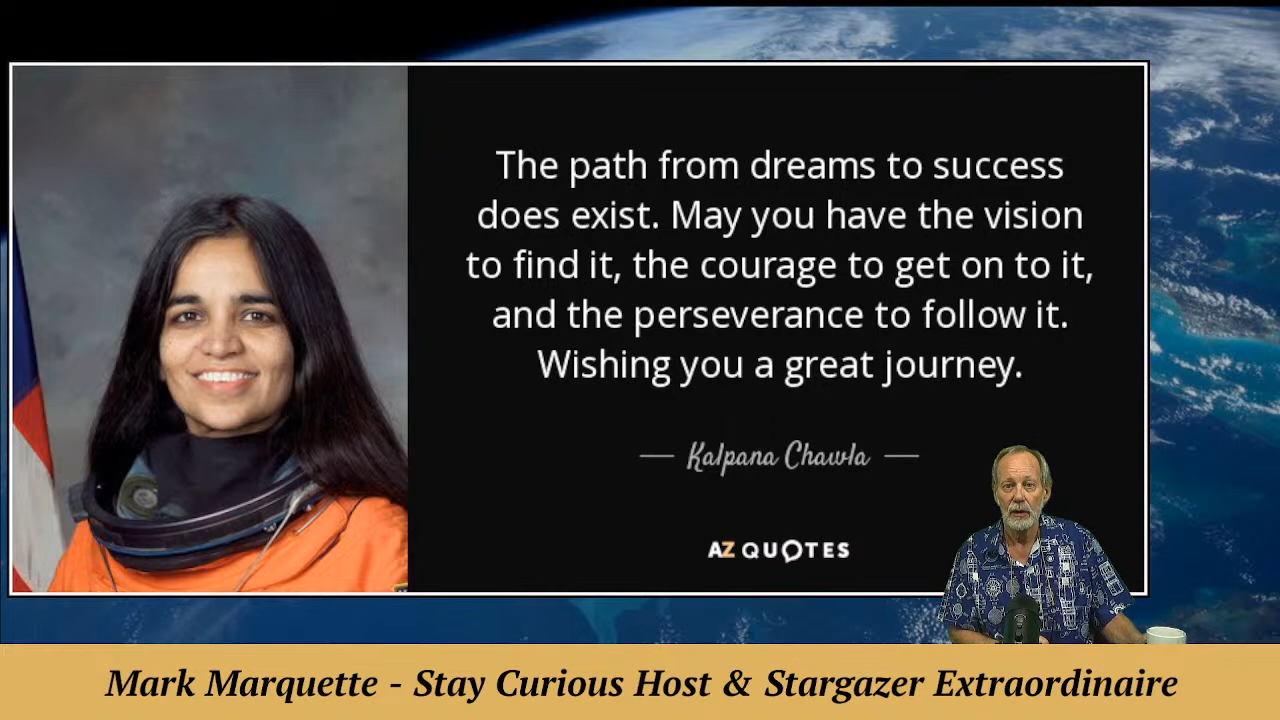 The path from dreams to success
does exist. May you have the vision
to find it, the courage to get on to it,
and the perseverance to follow it.
Wishing you a great journey.
Kalpana Chawla
AZ QUOTES
Mark Marquette - Stay Curious Host & Stargazer Extraordinaire